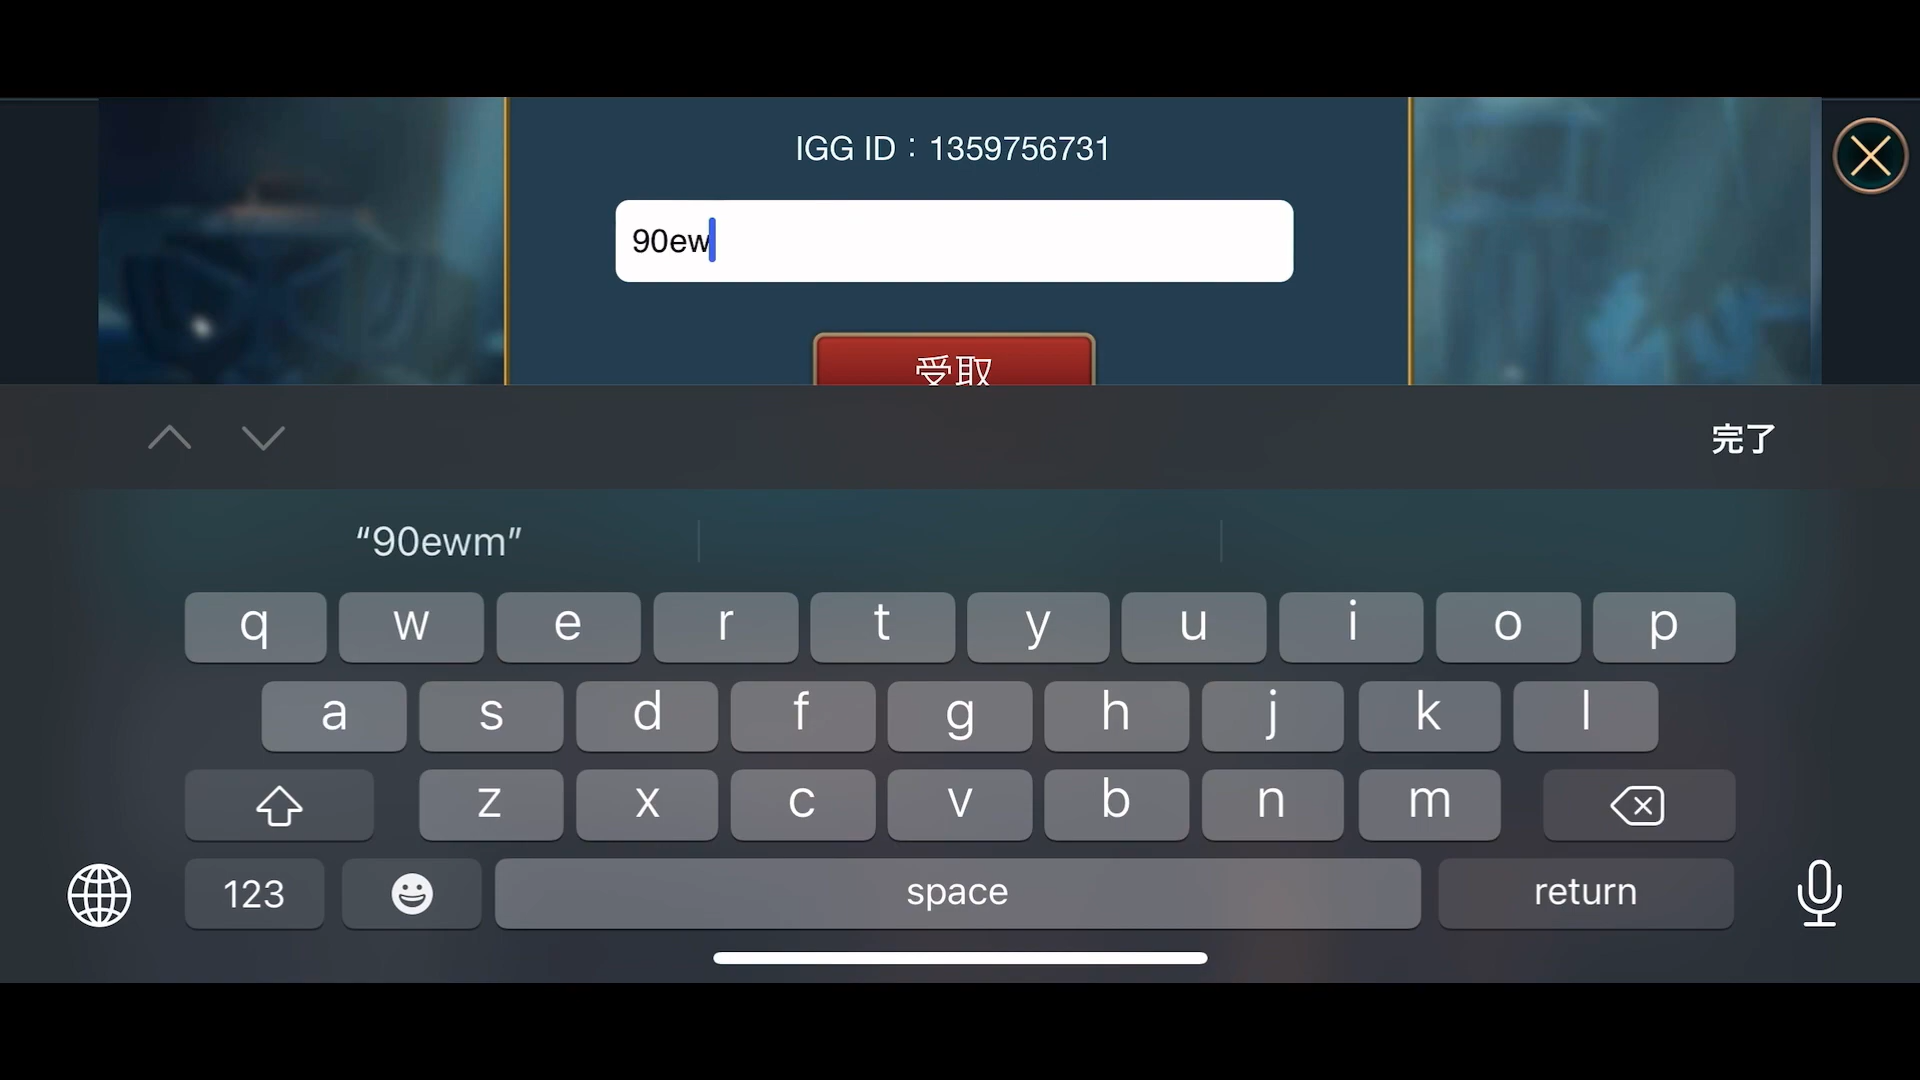 IGG ID：1359756731
90ew
受取
完了
“90ewm”
q w e r t y u i o p
a s d f g h j k l
z x c v b n m
123 space return